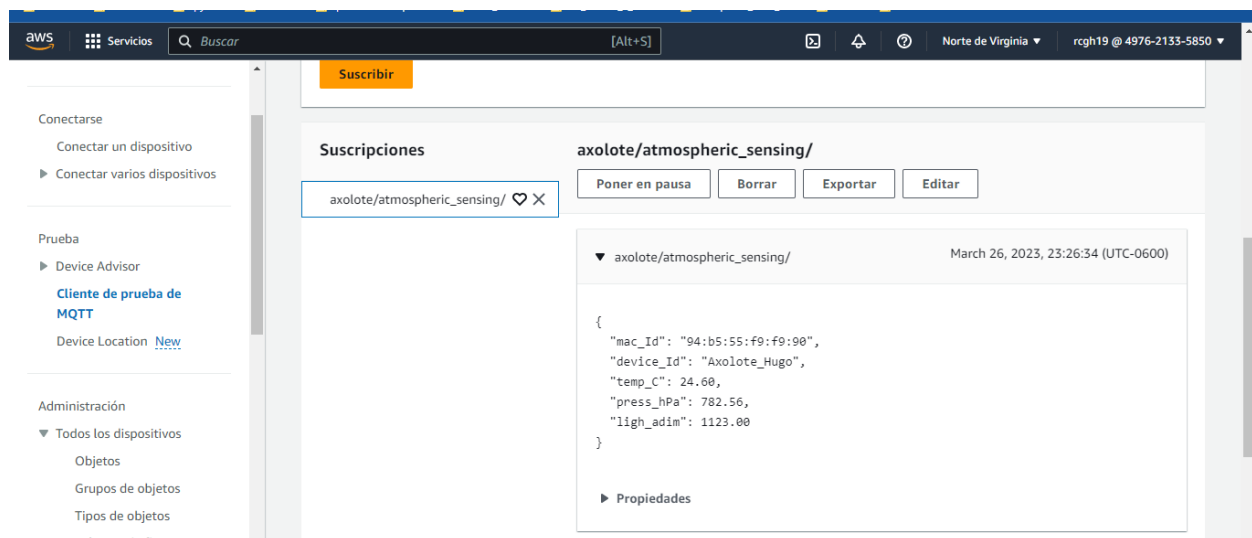 aws
Servicios
Buscar
[Alt+S]
Norte de Virginia ▼
rcgh19 @ 4976-2133-5850 ▼
Suscribir
Conectarse
Conectar un dispositivo
▶ Conectar varios dispositivos
Prueba
▶ Device Advisor
Cliente de prueba de
MQTT
Device Location New
Administración
▼ Todos los dispositivos
Objetos
Grupos de objetos
Tipos de objetos
Suscripciones
axolote/atmospheric_sensing/
axolote/atmospheric_sensing/
Poner en pausa
Borrar
Exportar
Editar
▼ axolote/atmospheric_sensing/
March 26, 2023, 23:26:34 (UTC-0600)
{
"mac_Id": "94:b5:55:f9:f9:90",
"device_Id": "Axolote_Hugo",
"temp_C": 24.60,
"press_hPa": 782.56,
"ligh_adim": 1123.00
}
▶ Propiedades